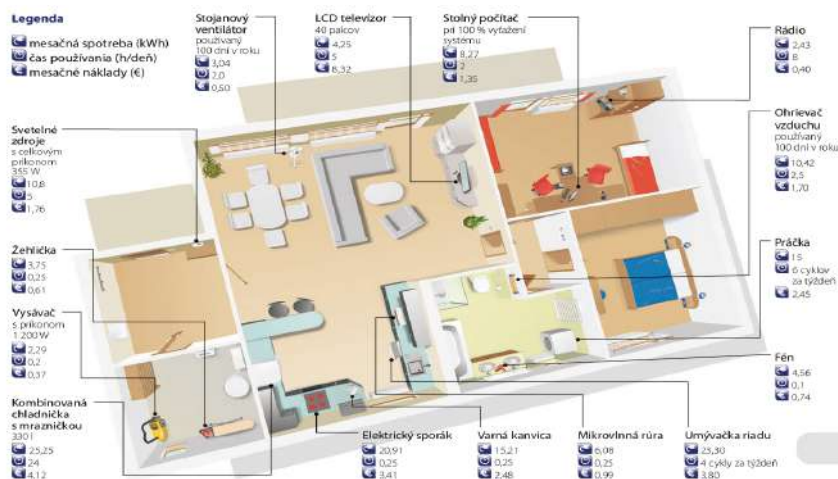 Legenda
mesačná spotreba (kWh)
čas používania (h/deň)
mesačné náklady (€)
Stojanový
ventilátor
používaný
100 dní v roku
3,04
2,0
0,50
LCD televízor
40 palcov
4,25
5
6,32
Stolný počítač
pri 100 % vyťažení
systému
8,27
2
1,35
Rádio
2,43
8
0,40
Ohrievač
vzduchu
používaný
100 dní v roku
10,42
2,5
1,70
Svetelné
zdroje
s celkovým
príkonom
355 W
10,8
5
1,76
Žehlička
3,75
0,25
0,61
Práčka
15
6 cyklov
za týždeň
2,45
Vysávač
s príkonom
1 200 W
2,29
0,2
0,37
Fén
4,56
0,1
0,74
Kombinovaná
chladnička
s mrazničkou
330 l
25,25
24
4,12
Elektrický sporák
20,91
0,25
3,41
Varná kanvica
15,21
0,25
2,48
Mikrovlnná rúra
6,08
0,25
0,99
Umývačka riadu
23,30
4 cykly za týždeň
3,80